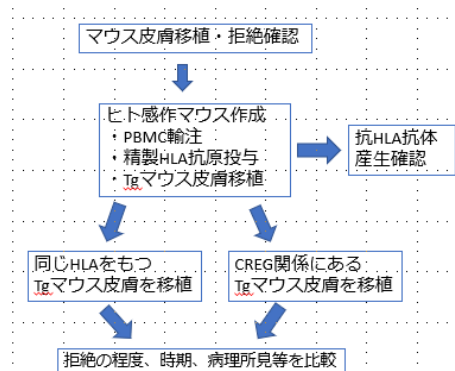 マウス皮膚移植・拒絶確認
ヒト感作マウス作成
・PBMC輸注
・精製HLA抗原投与
・Tgマウス皮膚移植
抗HLA抗体
産生確認
同じHLAをもつ
Tgマウス皮膚を移植
CREG関係にある
Tgマウス皮膚を移植
拒絶の程度、時期、病理所見等を比較